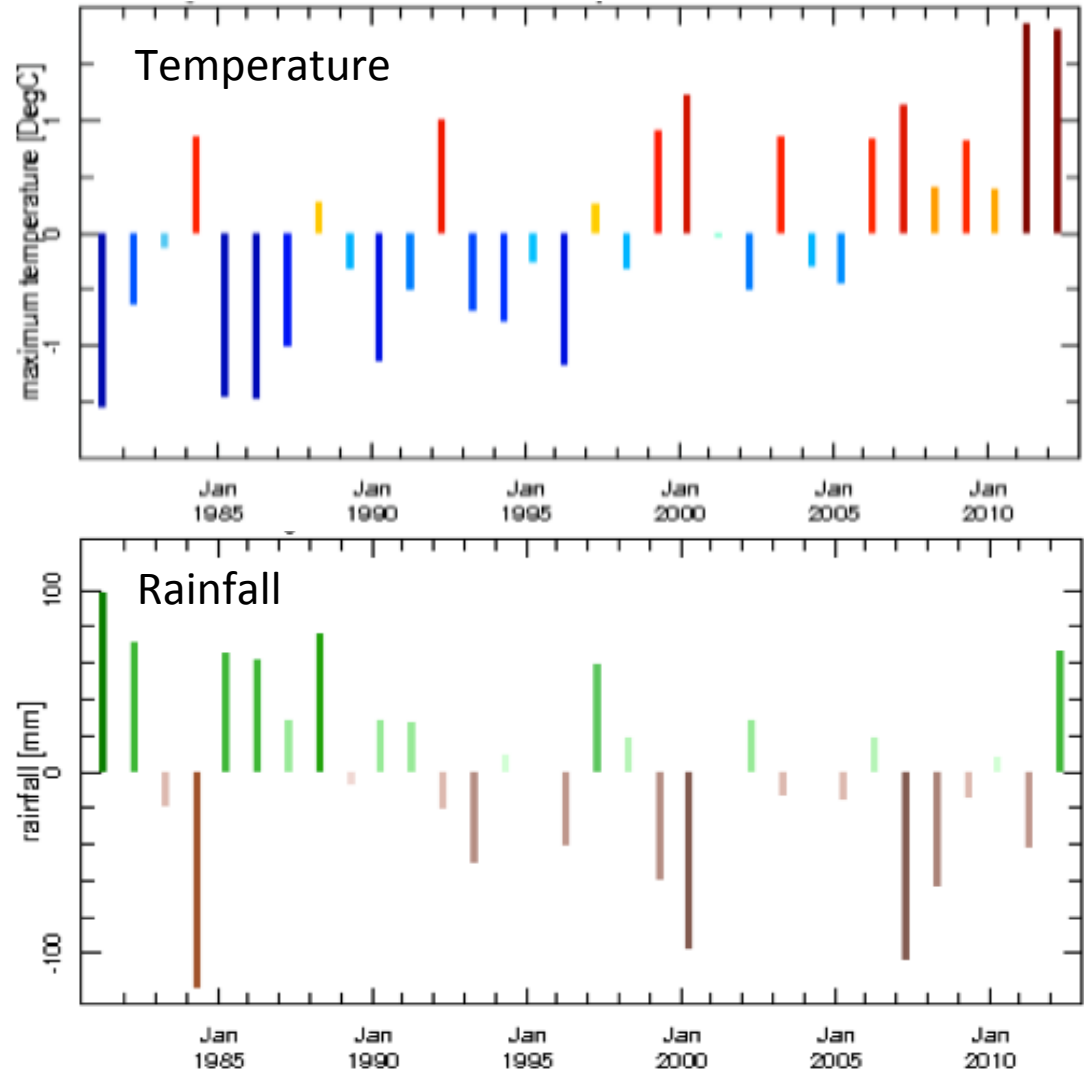 Temperature
maximum temperature [DegC]
1
0
-1
Jan Jan Jan Jan Jan Jan
1985 1990 1995 2000 2005 2010
Rainfall
rainfall [mm]
100
0
-100
Jan Jan Jan Jan Jan Jan
1985 1990 1995 2000 2005 2010